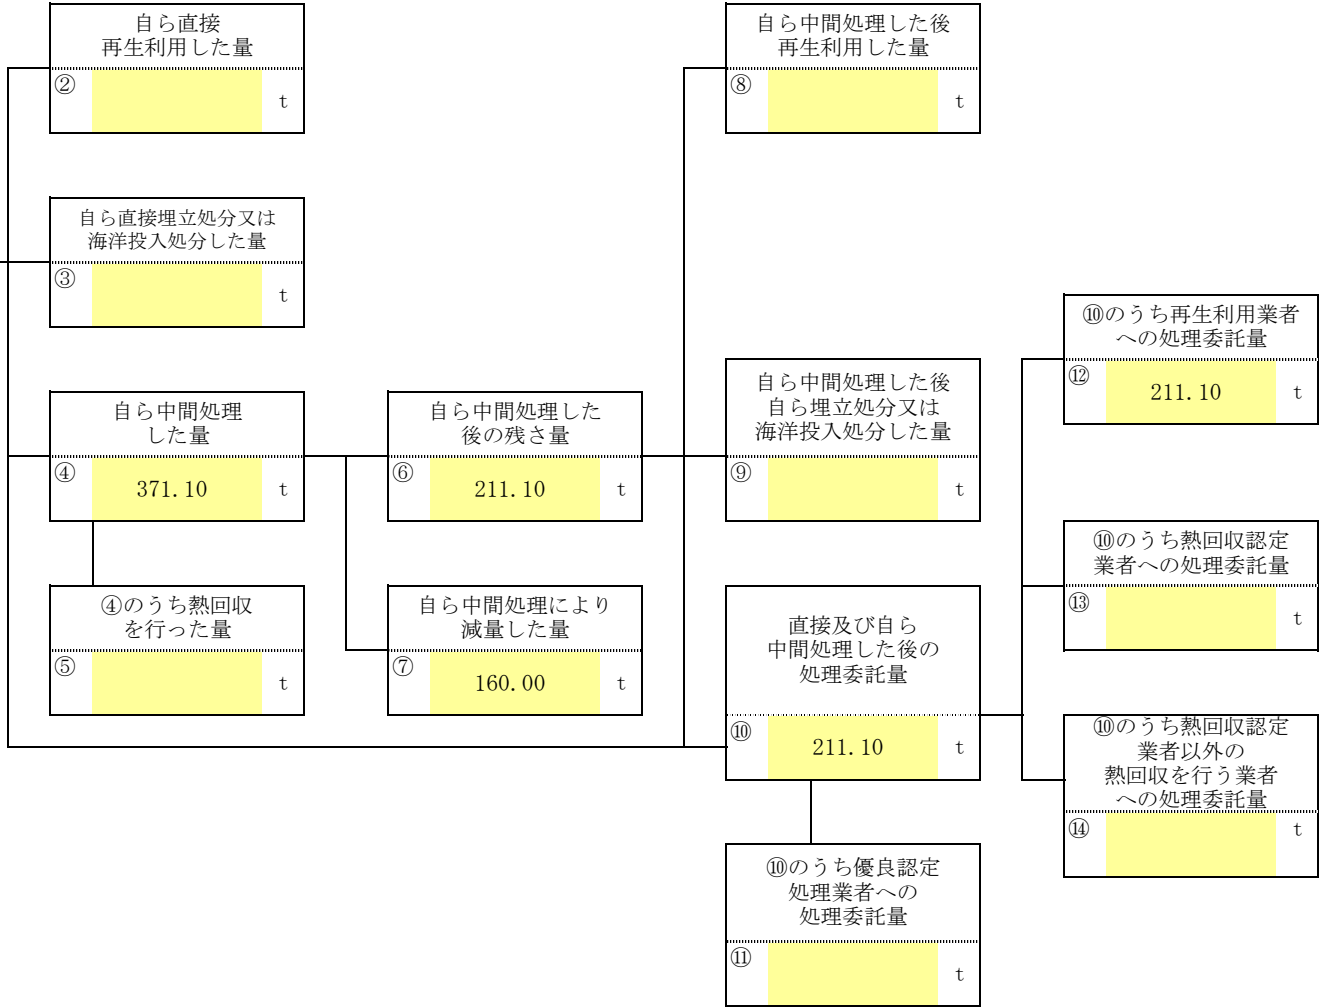 自ら直接
再生利用した量
②
t
自ら中間処理した後
再生利用した量
⑧
t
自ら直接埋立処分又は
海洋投入処分した量
③
t
⑩のうち再生利用業者
への処理委託量
⑫
211.10
t
自ら中間処理
した量
④
371.10
t
自ら中間処理した
後の残さ量
⑥
211.10
t
自ら中間処理した後
自ら埋立処分又は
海洋投入処分した量
⑨
t
⑩のうち熱回収認定
業者への処理委託量
⑬
t
④のうち熱回収
を行った量
⑤
t
自ら中間処理により
減量した量
⑦
160.00
t
直接及び自ら
中間処理した後の
処理委託量
⑩
211.10
t
⑩のうち熱回収認定
業者以外の
熱回収を行う業者
への処理委託量
⑭
t
⑩のうち優良認定
処理業者への
処理委託量
⑪
t